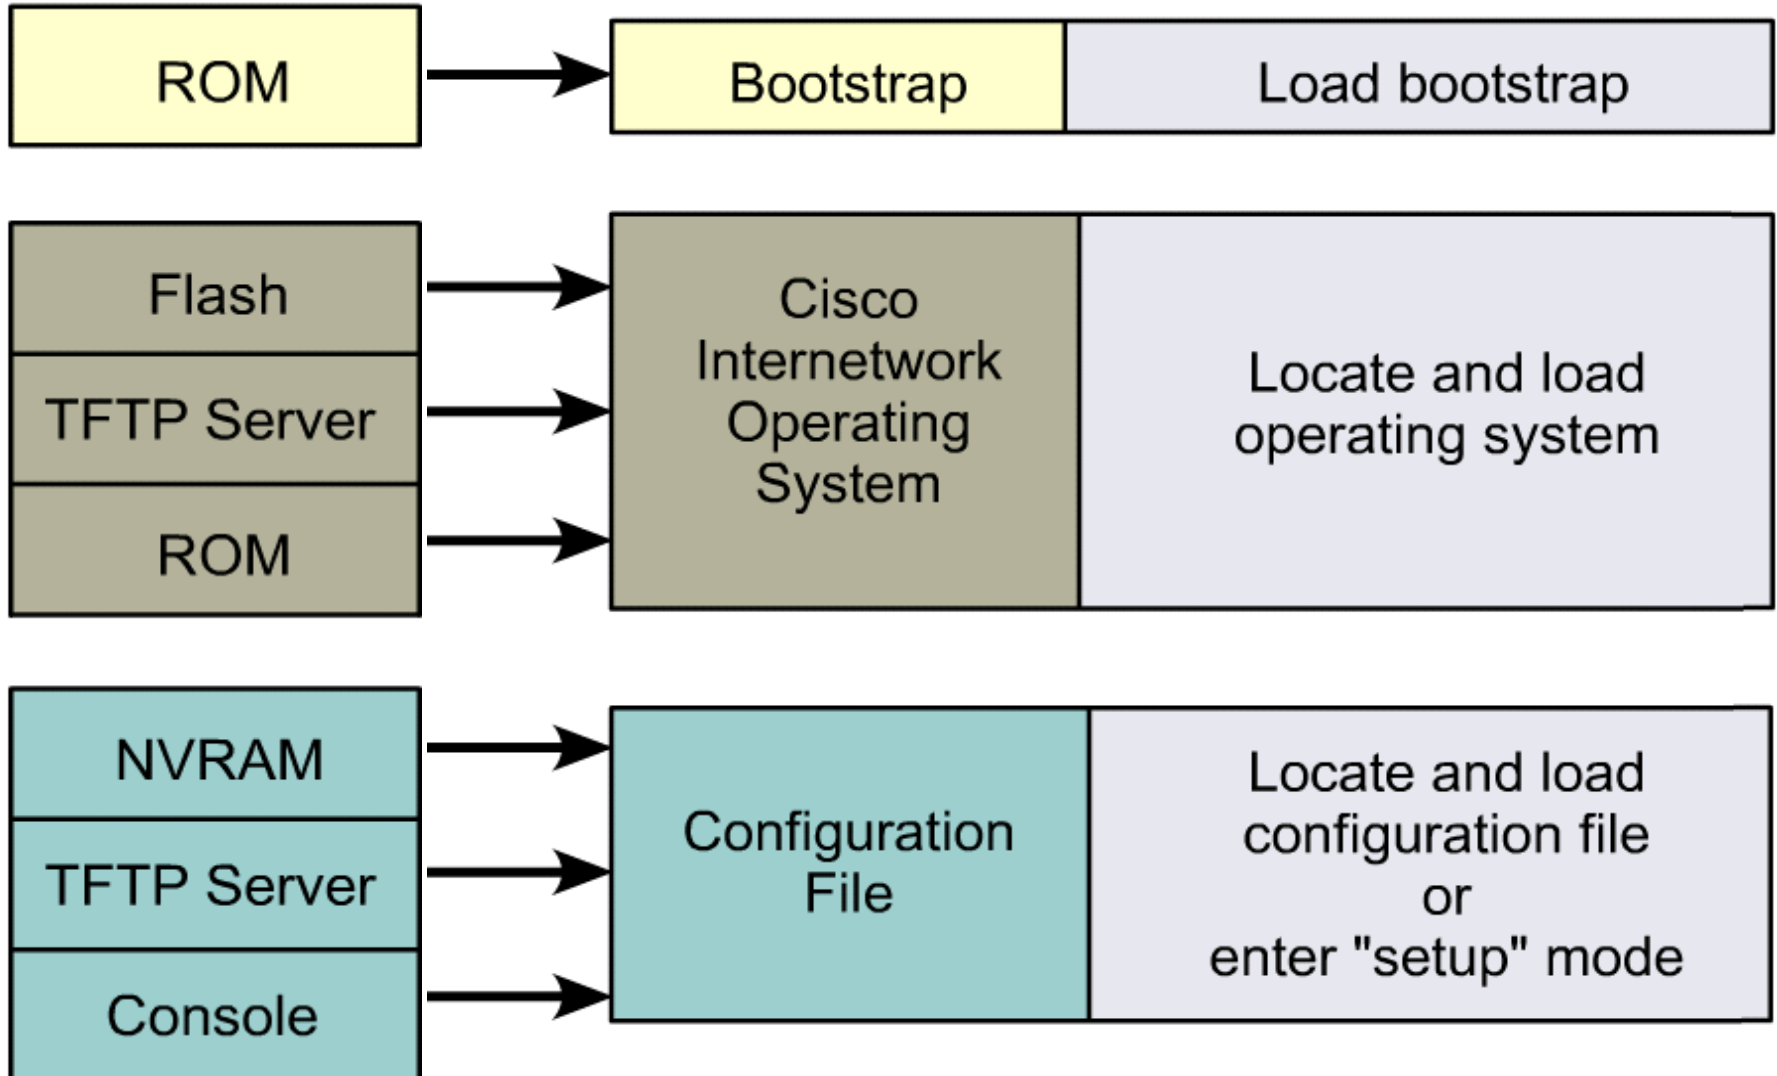 ROM
Bootstrap
Load bootstrap
Flash
TFTP Server
ROM
Cisco
Internetwork
Operating
System
Locate and load
operating system
NVRAM
TFTP Server
Console
Configuration
File
Locate and load
configuration file
or
enter "setup" mode